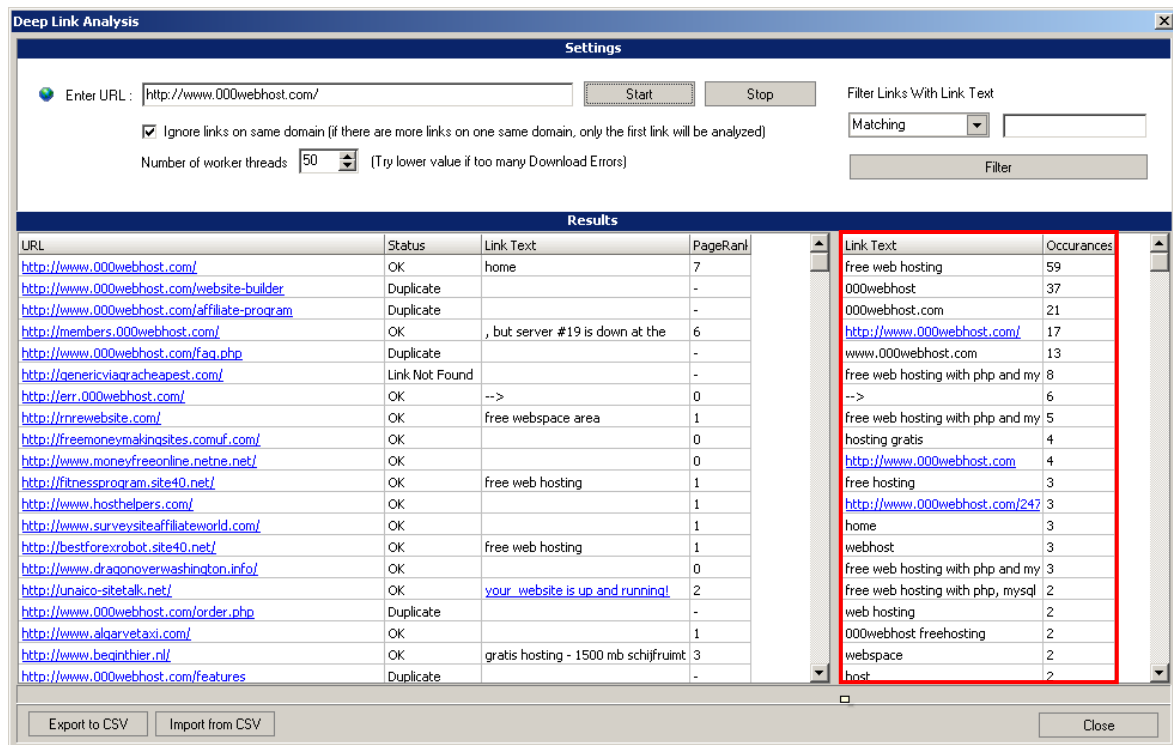 Deep Link Analysis
Settings
Enter URL : http://www.000webhost.com/ Start Stop
Filter Links With Link Text
Ignore links on same domain (if there are more links on one same domain, only the first link will be analyzed)
Matching
Number of worker threads 50 (Try lower value if too many Download Errors)
Filter
Results
URL Status Link Text PageRank Link Text Occurances
http://www.000webhost.com/ OK home 7 free web hosting 59
http://www.000webhost.com/website-builder Duplicate - 000webhost 37
http://www.000webhost.com/affiliate-program Duplicate - 000webhost.com 21
http://members.000webhost.com/ OK , but server #19 is down at the 6 http://www.000webhost.com/ 17
http://www.000webhost.com/faq.php Duplicate - www.000webhost.com 13
http://genericviagracheapest.com/ Link Not Found - free web hosting with php and my 8
http://err.000webhost.com/ OK --> 0 --> 6
http://rnrewebsite.com/ OK free webspace area 1 free web hosting with php and my 5
http://freemoneymakingsites.comuf.com/ OK 0 hosting gratis 4
http://www.moneyfreeonline.netne.net/ OK 0 http://www.000webhost.com 4
http://fitnessprogram.site40.net/ OK free web hosting 1 free hosting 3
http://www.hosthelpers.com/ OK 1 http://www.000webhost.com/247 3
http://www.surveysiteaffiliateworld.com/ OK 1 home 3
http://bestforexrobot.site40.net/ OK free web hosting 1 webhost 3
http://www.dragonoverwashington.info/ OK 0 free web hosting with php and my 3
http://unaico-sitetalk.net/ OK your website is up and running! 2 free web hosting with php, mysql 2
http://www.000webhost.com/order.php Duplicate - web hosting 2
http://www.algarvetaxi.com/ OK 1 000webhost freehosting 2
http://www.beginthier.nl/ OK gratis hosting - 1500 mb schijfruimt 3 webspace 2
http://www.000webhost.com/features Duplicate - host 2
Export to CSV Import from CSV Close